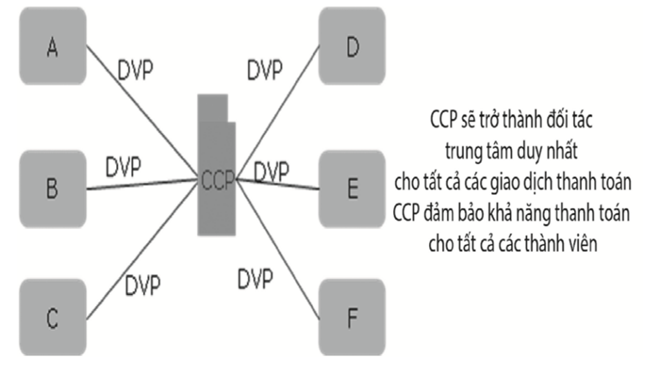 A
D
DVP
DVP
B
DVP
CCP
DVP
E
C
DVP
DVP
F
CCP sẽ trở thành đối tác
trung tâm duy nhất
cho tất cả các giao dịch thanh toán
CCP đảm bảo khả năng thanh toán
cho tất cả các thành viên